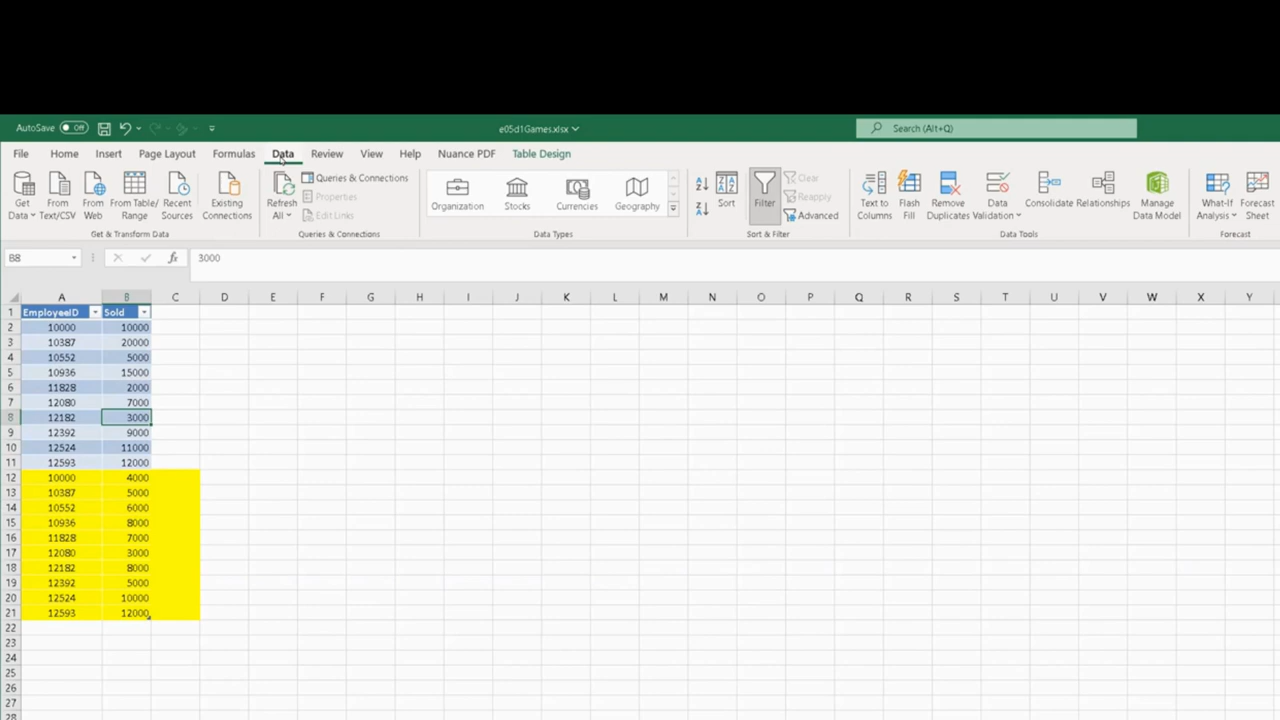 AutoSave Off e05d1Games.xlsx Search (Alt+Q)
File Home Insert Page Layout Formulas Data Review View Help Nuance PDF Table Design
Get Data From Text/CSV From Web From Table/ Range Recent Sources Existing Connections
Get & Transform Data
Refresh All Queries & Connections
Properties
Edit Links
Queries & Connections
Organization Stocks Currencies Geography
Data Types
Sort Filter Clear
Reapply
Advanced
Sort & Filter
Text to Columns Flash Fill Remove Duplicates Data Validation Consolidate Relationships Manage Data Model
Data Tools
What-If Analysis Forecast Sheet
Forecast
B8 fx 3000
A B C D E F G H I J K L M N O P Q R S T U V W X Y
1 EmployeeID Sold
2 10000 10000
3 10387 20000
4 10552 5000
5 10936 15000
6 11828 2000
7 12080 7000
8 12182 3000
9 12392 9000
10 12524 11000
11 12593 12000
12 10000 4000
13 10387 5000
14 10552 6000
15 10936 8000
16 11828 7000
17 12080 3000
18 12182 8000
19 12392 5000
20 12524 10000
21 12593 12000
22
23
24
25
26
27
28